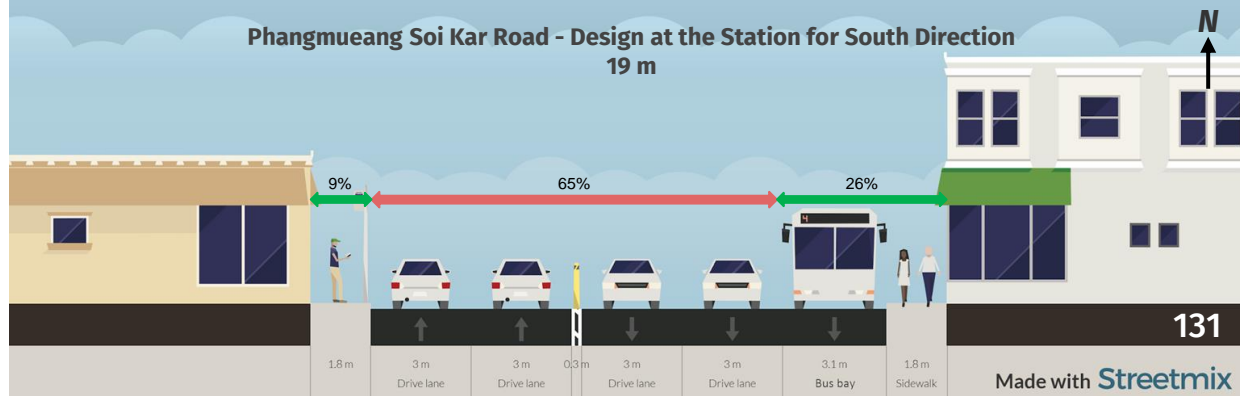 Phangmueang Soi Kar Road - Design at the Station for South Direction
19 m
N
9%
65%
26%
4
1.8 m
3 m
Drive lane
3 m
Drive lane
0.3 m
3 m
Drive lane
3 m
Drive lane
3.1 m
Bus bay
1.8 m
Sidewalk
131
Made with Streetmix